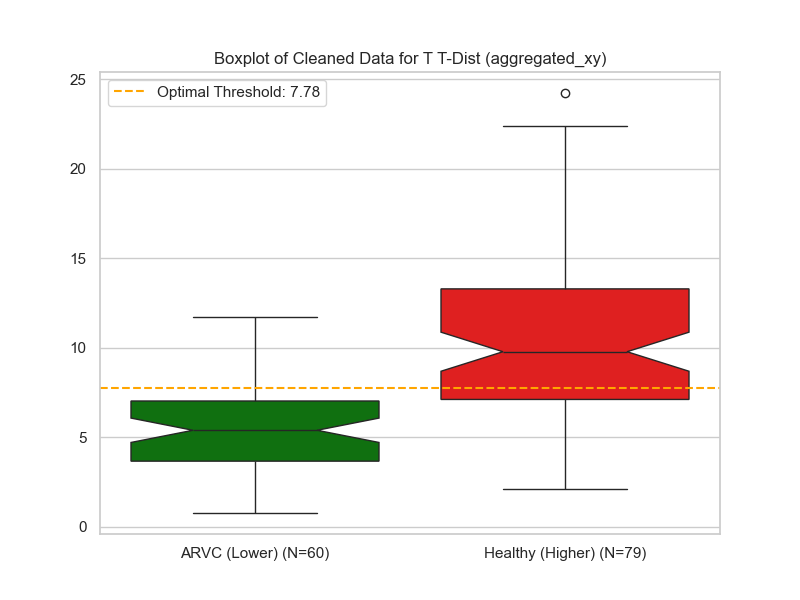 Boxplot of Cleaned Data for T T-Dist (aggregated_xy)
Optimal Threshold: 7.78
25
20
15
10
5
0
ARVC (Lower) (N=60)
Healthy (Higher) (N=79)